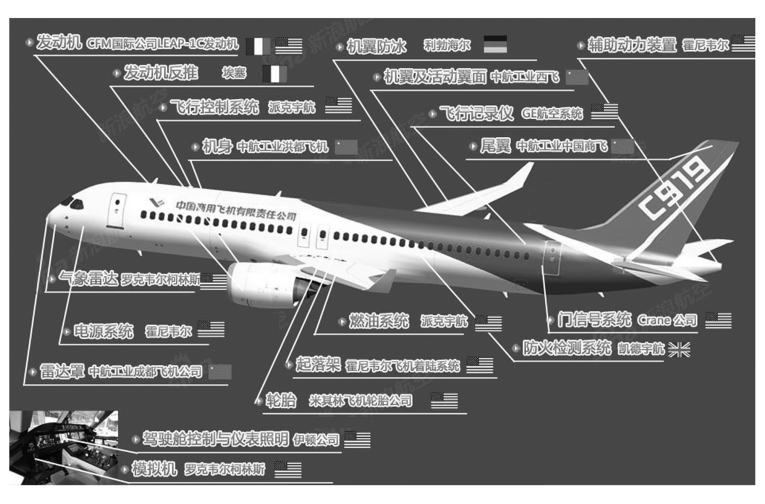 发动机 CFM国际公司LEAP-1C发动机
机翼防冰 利勃海尔
辅助动力装置 霍尼韦尔
发动机反推 埃塞
机翼及活动翼面 中航工业西飞
飞行控制系统 派克宇航
飞行记录仪 GE航空系统
机身 中航工业洪都飞机
尾翼 中航工业中国商飞
C919
中国商用飞机有限责任公司
气象雷达 罗克韦尔柯林斯
电源系统 霍尼韦尔
燃油系统 派克宇航
门信号系统 Crane 公司
防火检测系统 凯德宇航
雷达罩 中航工业成都飞机公司
起落架 霍尼韦尔飞机着陆系统
轮胎 米其林飞机轮胎公司
驾驶舱控制与仪表照明 伊顿公司
模拟机 罗克韦尔柯林斯